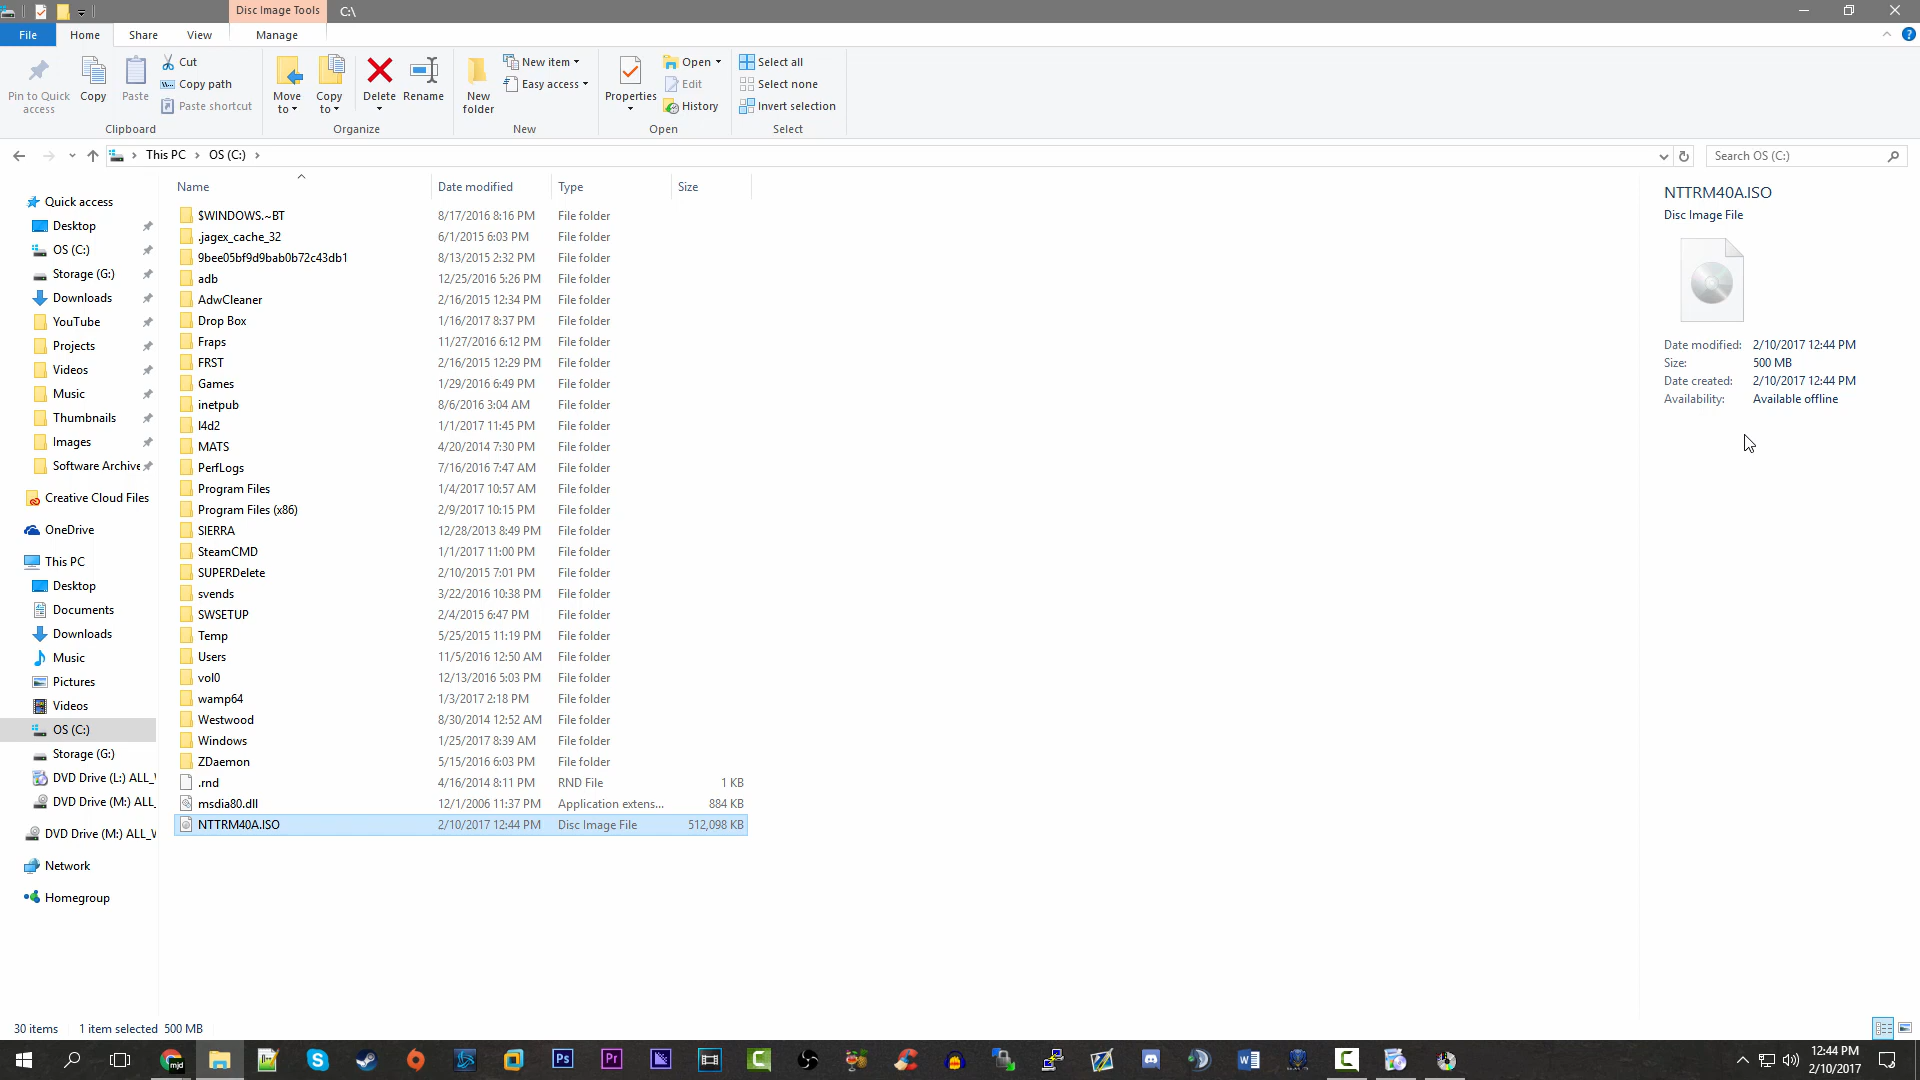 Disc Image Tools
C:\
File
Home
Share
View
Manage
Pin to Quick access
Copy
Paste
Cut
Copy path
Paste shortcut
Clipboard
Move to
Copy to
Delete
Rename
Organize
New folder
New item
Easy access
New
Properties
Open
Edit
History
Open
Select all
Select none
Invert selection
Select
This PC
OS (C:)
Search OS (C:)
Quick access
Desktop
OS (C:)
Storage (G:)
Downloads
YouTube
Projects
Videos
Music
Thumbnails
Images
Software Archive
Creative Cloud Files
OneDrive
This PC
Desktop
Documents
Downloads
Music
Pictures
Videos
OS (C:)
Storage (G:)
DVD Drive (L:) ALL_
DVD Drive (M:) ALL_
DVD Drive (M:) ALL_
Network
Homegroup
Name Date modified Type Size
$WINDOWS.~BT 8/17/2016 8:16 PM File folder
.jagex_cache_32 6/1/2015 6:03 PM File folder
9bee05bf9d9bab0b72c43db1 8/13/2015 2:32 PM File folder
adb 12/25/2016 5:26 PM File folder
AdwCleaner 2/16/2015 12:34 PM File folder
Drop Box 1/16/2017 8:37 PM File folder
Fraps 11/27/2016 6:12 PM File folder
FRST 2/16/2015 12:29 PM File folder
Games 1/29/2016 6:49 PM File folder
inetpub 8/6/2016 3:04 AM File folder
l4d2 1/1/2017 11:45 PM File folder
MATS 4/20/2014 7:30 PM File folder
PerfLogs 7/16/2016 7:47 AM File folder
Program Files 1/4/2017 10:57 AM File folder
Program Files (x86) 2/9/2017 10:15 PM File folder
SIERRA 12/28/2013 8:49 PM File folder
SteamCMD 1/1/2017 11:00 PM File folder
SUPERDelete 2/10/2015 7:01 PM File folder
svends 3/22/2016 10:38 PM File folder
SWSETUP 2/4/2015 6:47 PM File folder
Temp 5/25/2015 11:19 PM File folder
Users 11/5/2016 12:50 AM File folder
vol0 12/13/2016 5:03 PM File folder
wamp64 1/3/2017 2:18 PM File folder
Westwood 8/30/2014 12:52 AM File folder
Windows 1/25/2017 8:39 AM File folder
ZDaemon 5/15/2016 6:03 PM File folder
.rnd 4/16/2014 8:11 PM RND File 1 KB
msdia80.dll 12/1/2006 11:37 PM Application extens... 884 KB
NTTRM40A.ISO 2/10/2017 12:44 PM Disc Image File 512,098 KB
NTTRM40A.ISO
Disc Image File
Date modified: 2/10/2017 12:44 PM
Size: 500 MB
Date created: 2/10/2017 12:44 PM
Availability: Available offline
30 items 1 item selected 500 MB
mjd
Ps
Pr
12:44 PM
2/10/2017